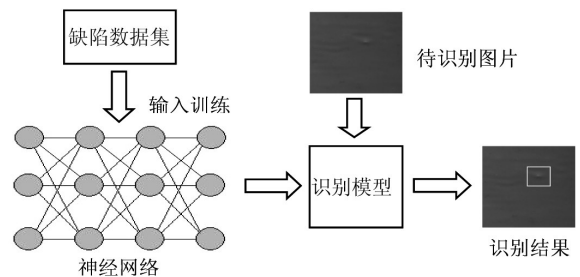 缺陷数据集
待识别图片
输入训练
识别模型
神经网络
识别结果